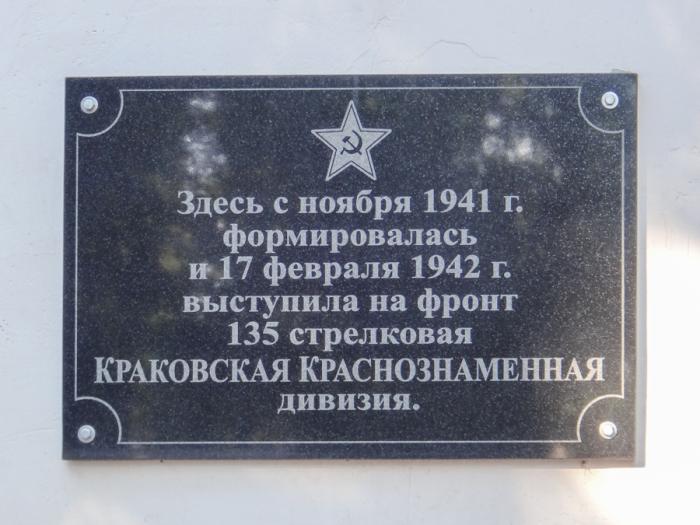 Здесь с ноября 1941 г.
формировалась
и 17 февраля 1942 г.
выступила на фронт
135 стрелковая
КРАКОВСКАЯ КРАСНОЗНАМЕННАЯ
дивизия.